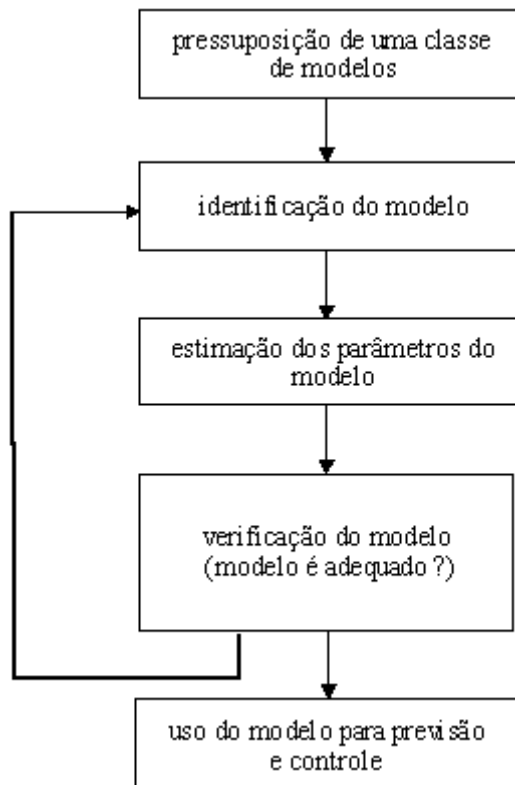 pressuposição de uma classe
de modelos
identificação do modelo
estimação dos parâmetros do
modelo
verificação do modelo
(modelo é adequado ?)
uso do modelo para previsão
e controle